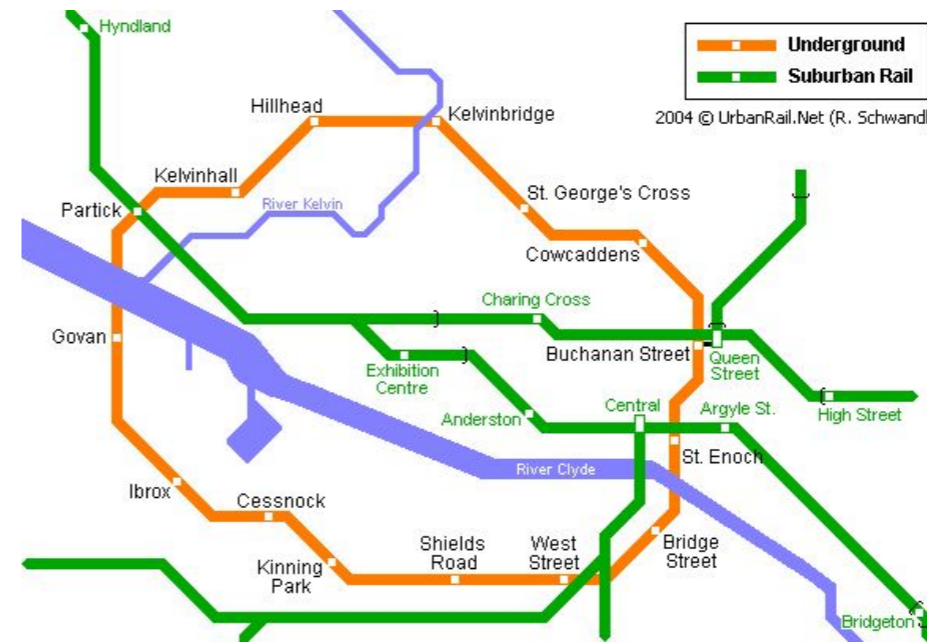 Hyndland
Underground
Suburban Rail
2004 © UrbanRail.Net (R. Schwandl
Hillhead
Kelvinbridge
Kelvinhall
River Kelvin
Partick
St. George's Cross
Cowcaddens
Charing Cross
Govan
Buchanan Street
Queen
Street
Exhibition
Centre
Anderston
Central
Argyle St.
High Street
St. Enoch
River Clyde
Ibrox
Cessnock
Kinning
Park
Shields
Road
West
Street
Bridge
Street
Bridgeton